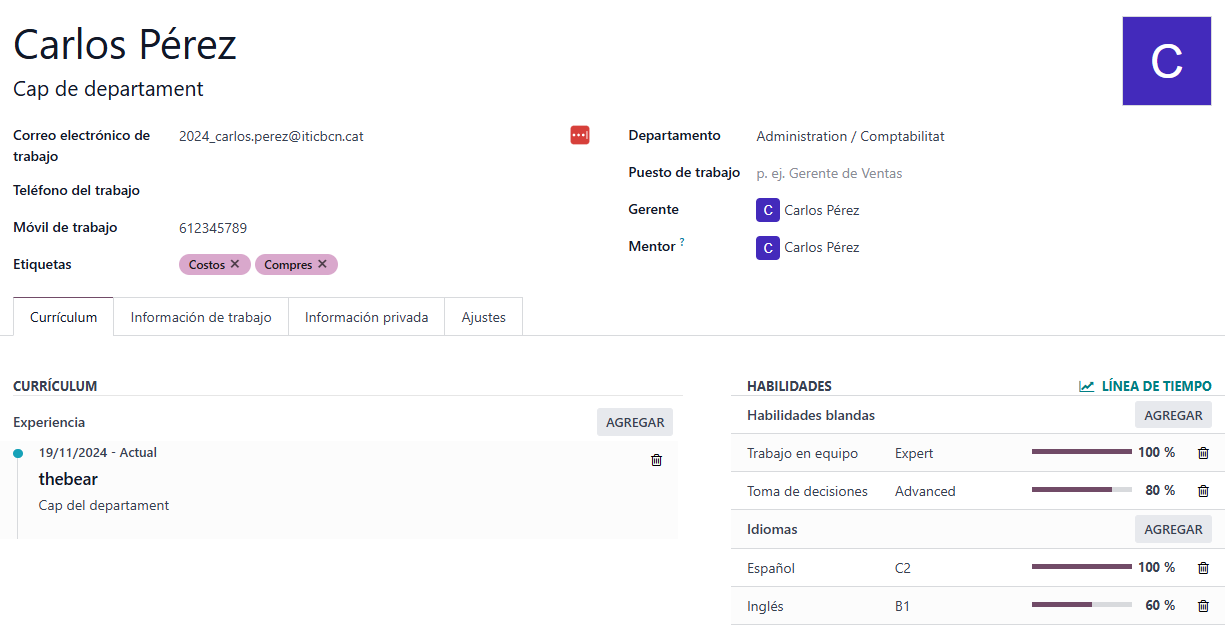 Carlos Pérez
C
Cap de departament
Correo electrónico de trabajo
2024_carlos.perez@iticbcn.cat
Teléfono del trabajo
Móvil de trabajo
612345789
Etiquetas
Costos ✕ Compres ✕
Departamento
Administration / Comptabilitat
Puesto de trabajo
p. ej. Gerente de Ventas
Gerente
C Carlos Pérez
Mentor ?
C Carlos Pérez
Currículum Información de trabajo Información privada Ajustes
CURRÍCULUM
Experiencia AGREGAR
19/11/2024 - Actual
thebear
Cap del departament
HABILIDADES LÍNEA DE TIEMPO
Habilidades blandas AGREGAR
Trabajo en equipo Expert 100 %
Toma de decisiones Advanced 80 %
Idiomas AGREGAR
Español C2 100 %
Inglés B1 60 %